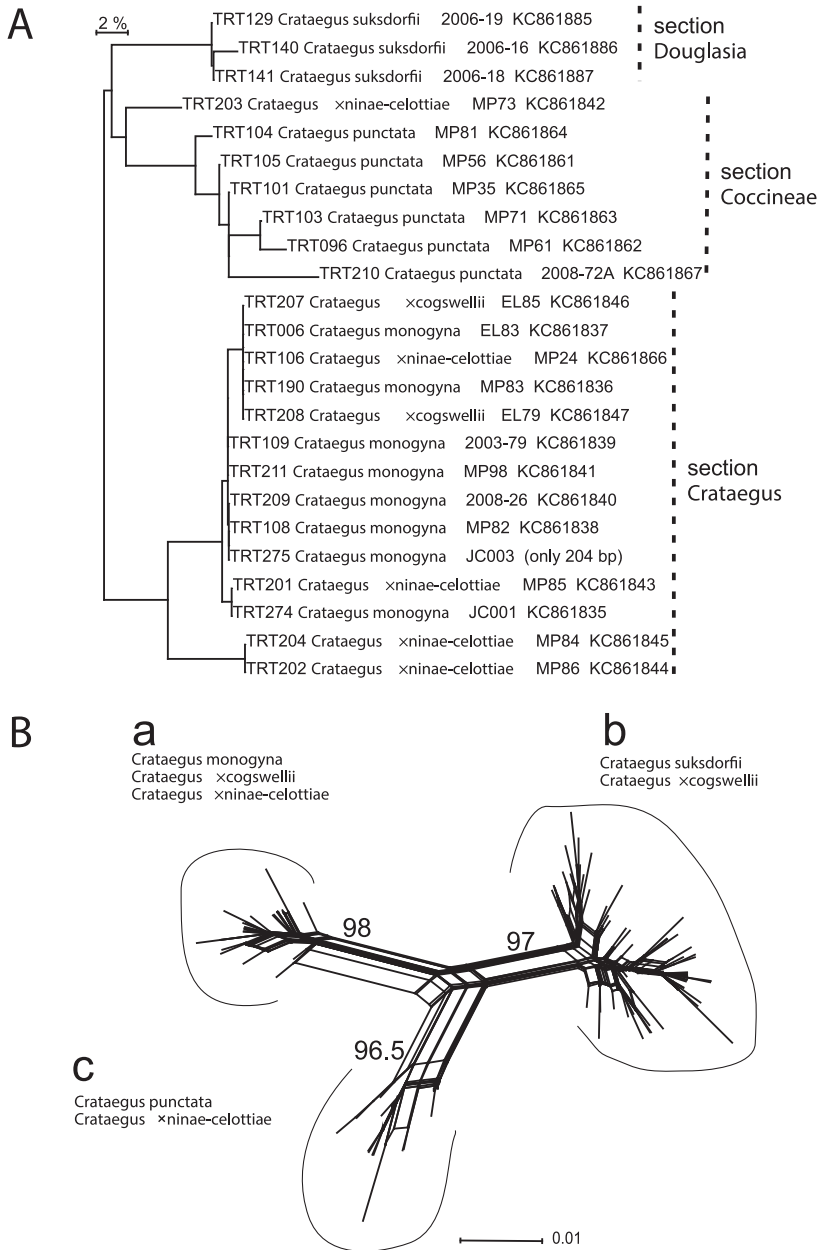 A
2 %
TRT129 Crataegus suksdorfii 2006-19 KC861885
TRT140 Crataegus suksdorfii 2006-16 KC861886
TRT141 Crataegus suksdorfii 2006-18 KC861887
section
Douglasia
TRT203 Crataegus ×ninae-celottiae MP73 KC861842
TRT104 Crataegus punctata MP81 KC861864
TRT105 Crataegus punctata MP56 KC861861
TRT101 Crataegus punctata MP35 KC861865
TRT103 Crataegus punctata MP71 KC861863
TRT096 Crataegus punctata MP61 KC861862
TRT210 Crataegus punctata 2008-72A KC861867
section
Coccineae
TRT207 Crataegus ×cogswellii EL85 KC861846
TRT006 Crataegus monogyna EL83 KC861837
TRT106 Crataegus ×ninae-celottiae MP24 KC861866
TRT190 Crataegus monogyna MP83 KC861836
TRT208 Crataegus ×cogswellii EL79 KC861847
TRT109 Crataegus monogyna 2003-79 KC861839
TRT211 Crataegus monogyna MP98 KC861841
TRT209 Crataegus monogyna 2008-26 KC861840
TRT108 Crataegus monogyna MP82 KC861838
TRT275 Crataegus monogyna JC003 (only 204 bp)
TRT201 Crataegus ×ninae-celottiae MP85 KC861843
TRT274 Crataegus monogyna JC001 KC861835
TRT204 Crataegus ×ninae-celottiae MP84 KC861845
TRT202 Crataegus ×ninae-celottiae MP86 KC861844
section
Crataegus
B
a
Crataegus monogyna
Crataegus ×cogswellii
Crataegus ×ninae-celottiae
b
Crataegus suksdorfii
Crataegus ×cogswellii
98
97
96.5
c
Crataegus punctata
Crataegus ×ninae-celottiae
0.01